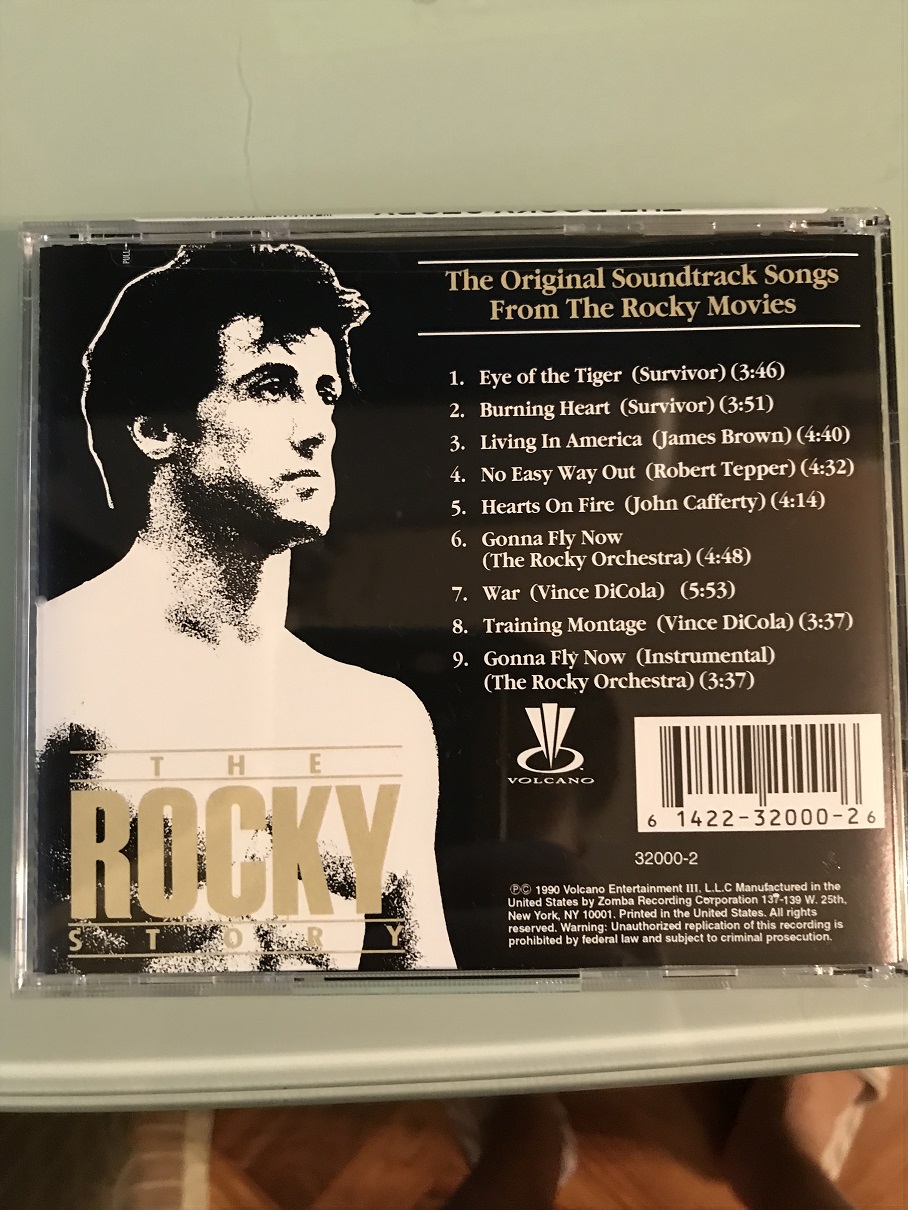 The Original Soundtrack Songs
From The Rocky Movies
1. Eye of the Tiger (Survivor) (3:46)
2. Burning Heart (Survivor) (3:51)
3. Living In America (James Brown) (4:40)
4. No Easy Way Out (Robert Tepper) (4:32)
5. Hearts On Fire (John Cafferty) (4:14)
6. Gonna Fly Now
(The Rocky Orchestra) (4:48)
7. War (Vince DiCola) (5:53)
8. Training Montage (Vince DiCola) (3:37)
9. Gonna Fly Now (Instrumental)
(The Rocky Orchestra) (3:37)
THE
ROCKY
STORY
VOLCANO
6 1422-32000-2 6
32000-2
℗© 1990 Volcano Entertainment III, L.L.C Manufactured in the
United States by Zomba Recording Corporation 137-139 W. 25th,
New York, NY 10001. Printed in the United States. All rights
reserved. Warning: Unauthorized replication of this recording is
prohibited by federal law and subject to criminal prosecution.